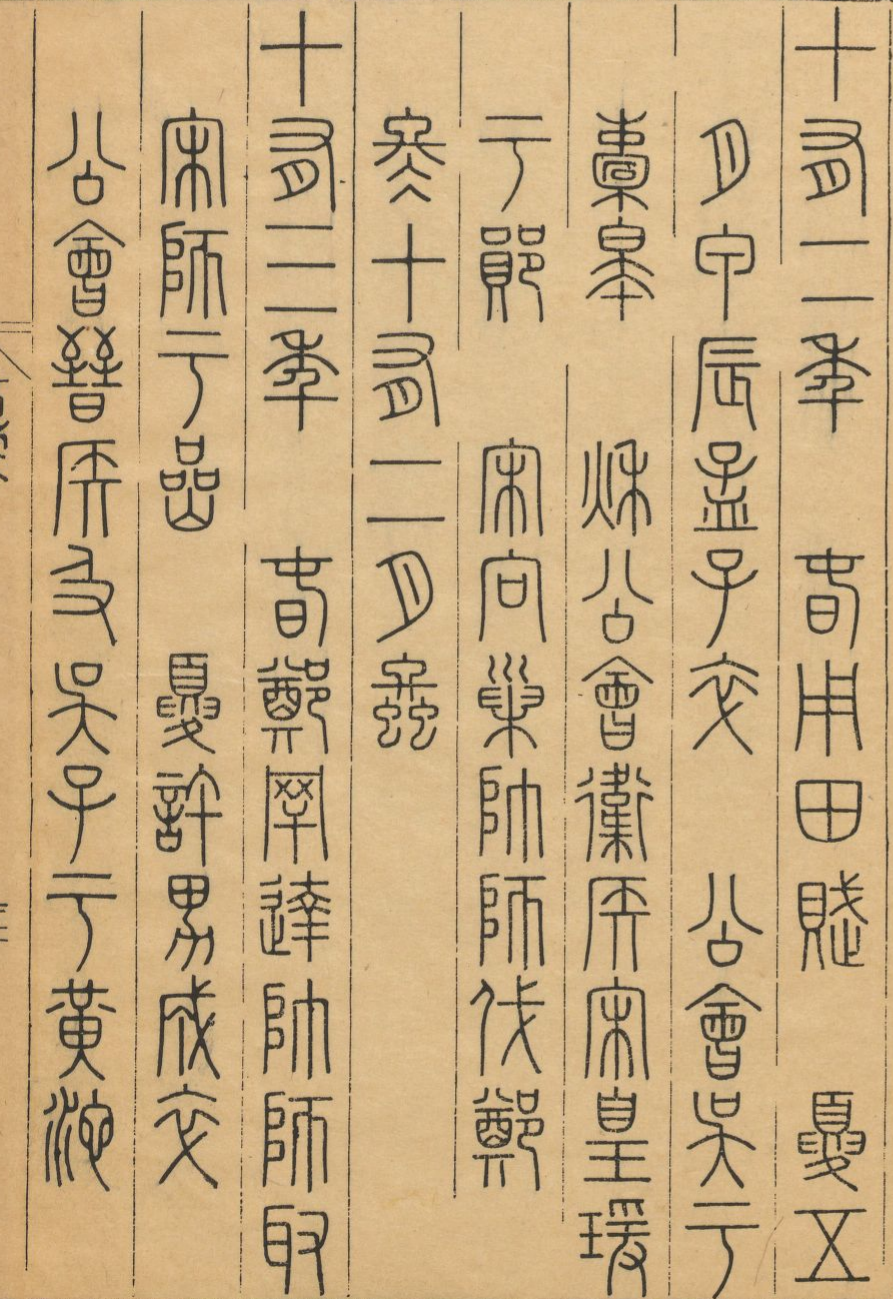 十有二年 春用田賦 夏五
月甲辰孟子卒 公會吳于
橐皋 秋公會衛侯宋皇瑗
于鄖 宋向巢帥師伐鄭
冬十有二月螽
十有三年 春鄭罕達帥師取
宋師于嵒 夏許男成卒
公會晉侯及吳子于黃池